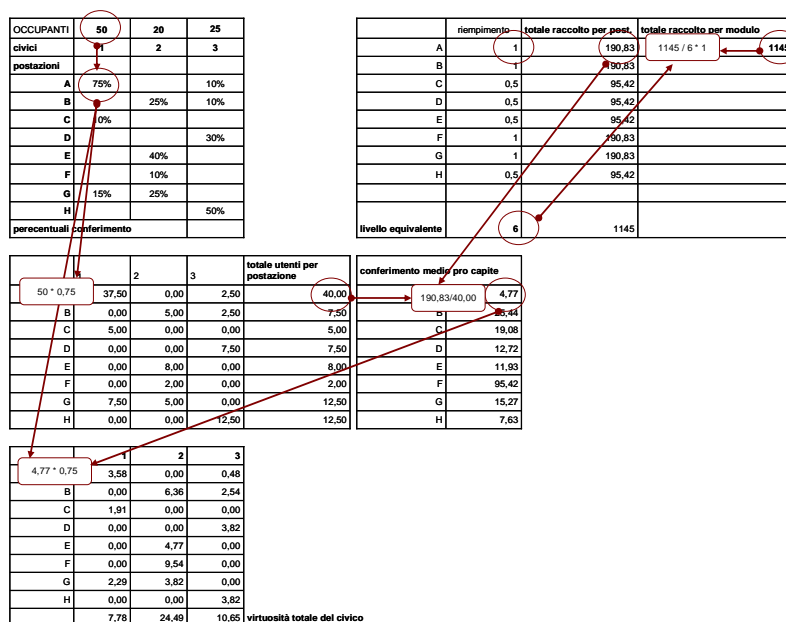 OCCUPANTI 50 20 25
civici 1 2 3
postazioni
A 75% 10%
B 25% 10%
C 0%
D 30%
E 40%
F 10%
G 15% 25%
H 50%
perecentuali conferimento
riempimento totale raccolto per post. totale raccolto per modulo
A 1 190,83 1145 / 6 * 1 1145
B 1 190,83
C 0,5 95,42
D 0,5 95,42
E 0,5 95,42
F 1 190,83
G 1 190,83
H 0,5 95,42
livello equivalente 6 1145
2 3 totale utenti per
postazione
50 * 0,75 37,50 0,00 2,50 40,00
B 0,00 5,00 2,50 7,50
C 5,00 0,00 0,00 5,00
D 0,00 0,00 7,50 7,50
E 0,00 8,00 0,00 8,00
F 0,00 2,00 0,00 2,00
G 7,50 5,00 0,00 12,50
H 0,00 0,00 12,50 12,50
conferimento medio pro capite
190,83/40,00 4,77
B 25,44
C 19,08
D 12,72
E 11,93
F 95,42
G 15,27
H 7,63
1 2 3
4,77 * 0,75 3,58 0,00 0,48
B 0,00 6,36 2,54
C 1,91 0,00 0,00
D 0,00 0,00 3,82
E 0,00 4,77 0,00
F 0,00 9,54 0,00
G 2,29 3,82 0,00
H 0,00 0,00 3,82
7,78 24,49 10,65 virtuosità totale del civico